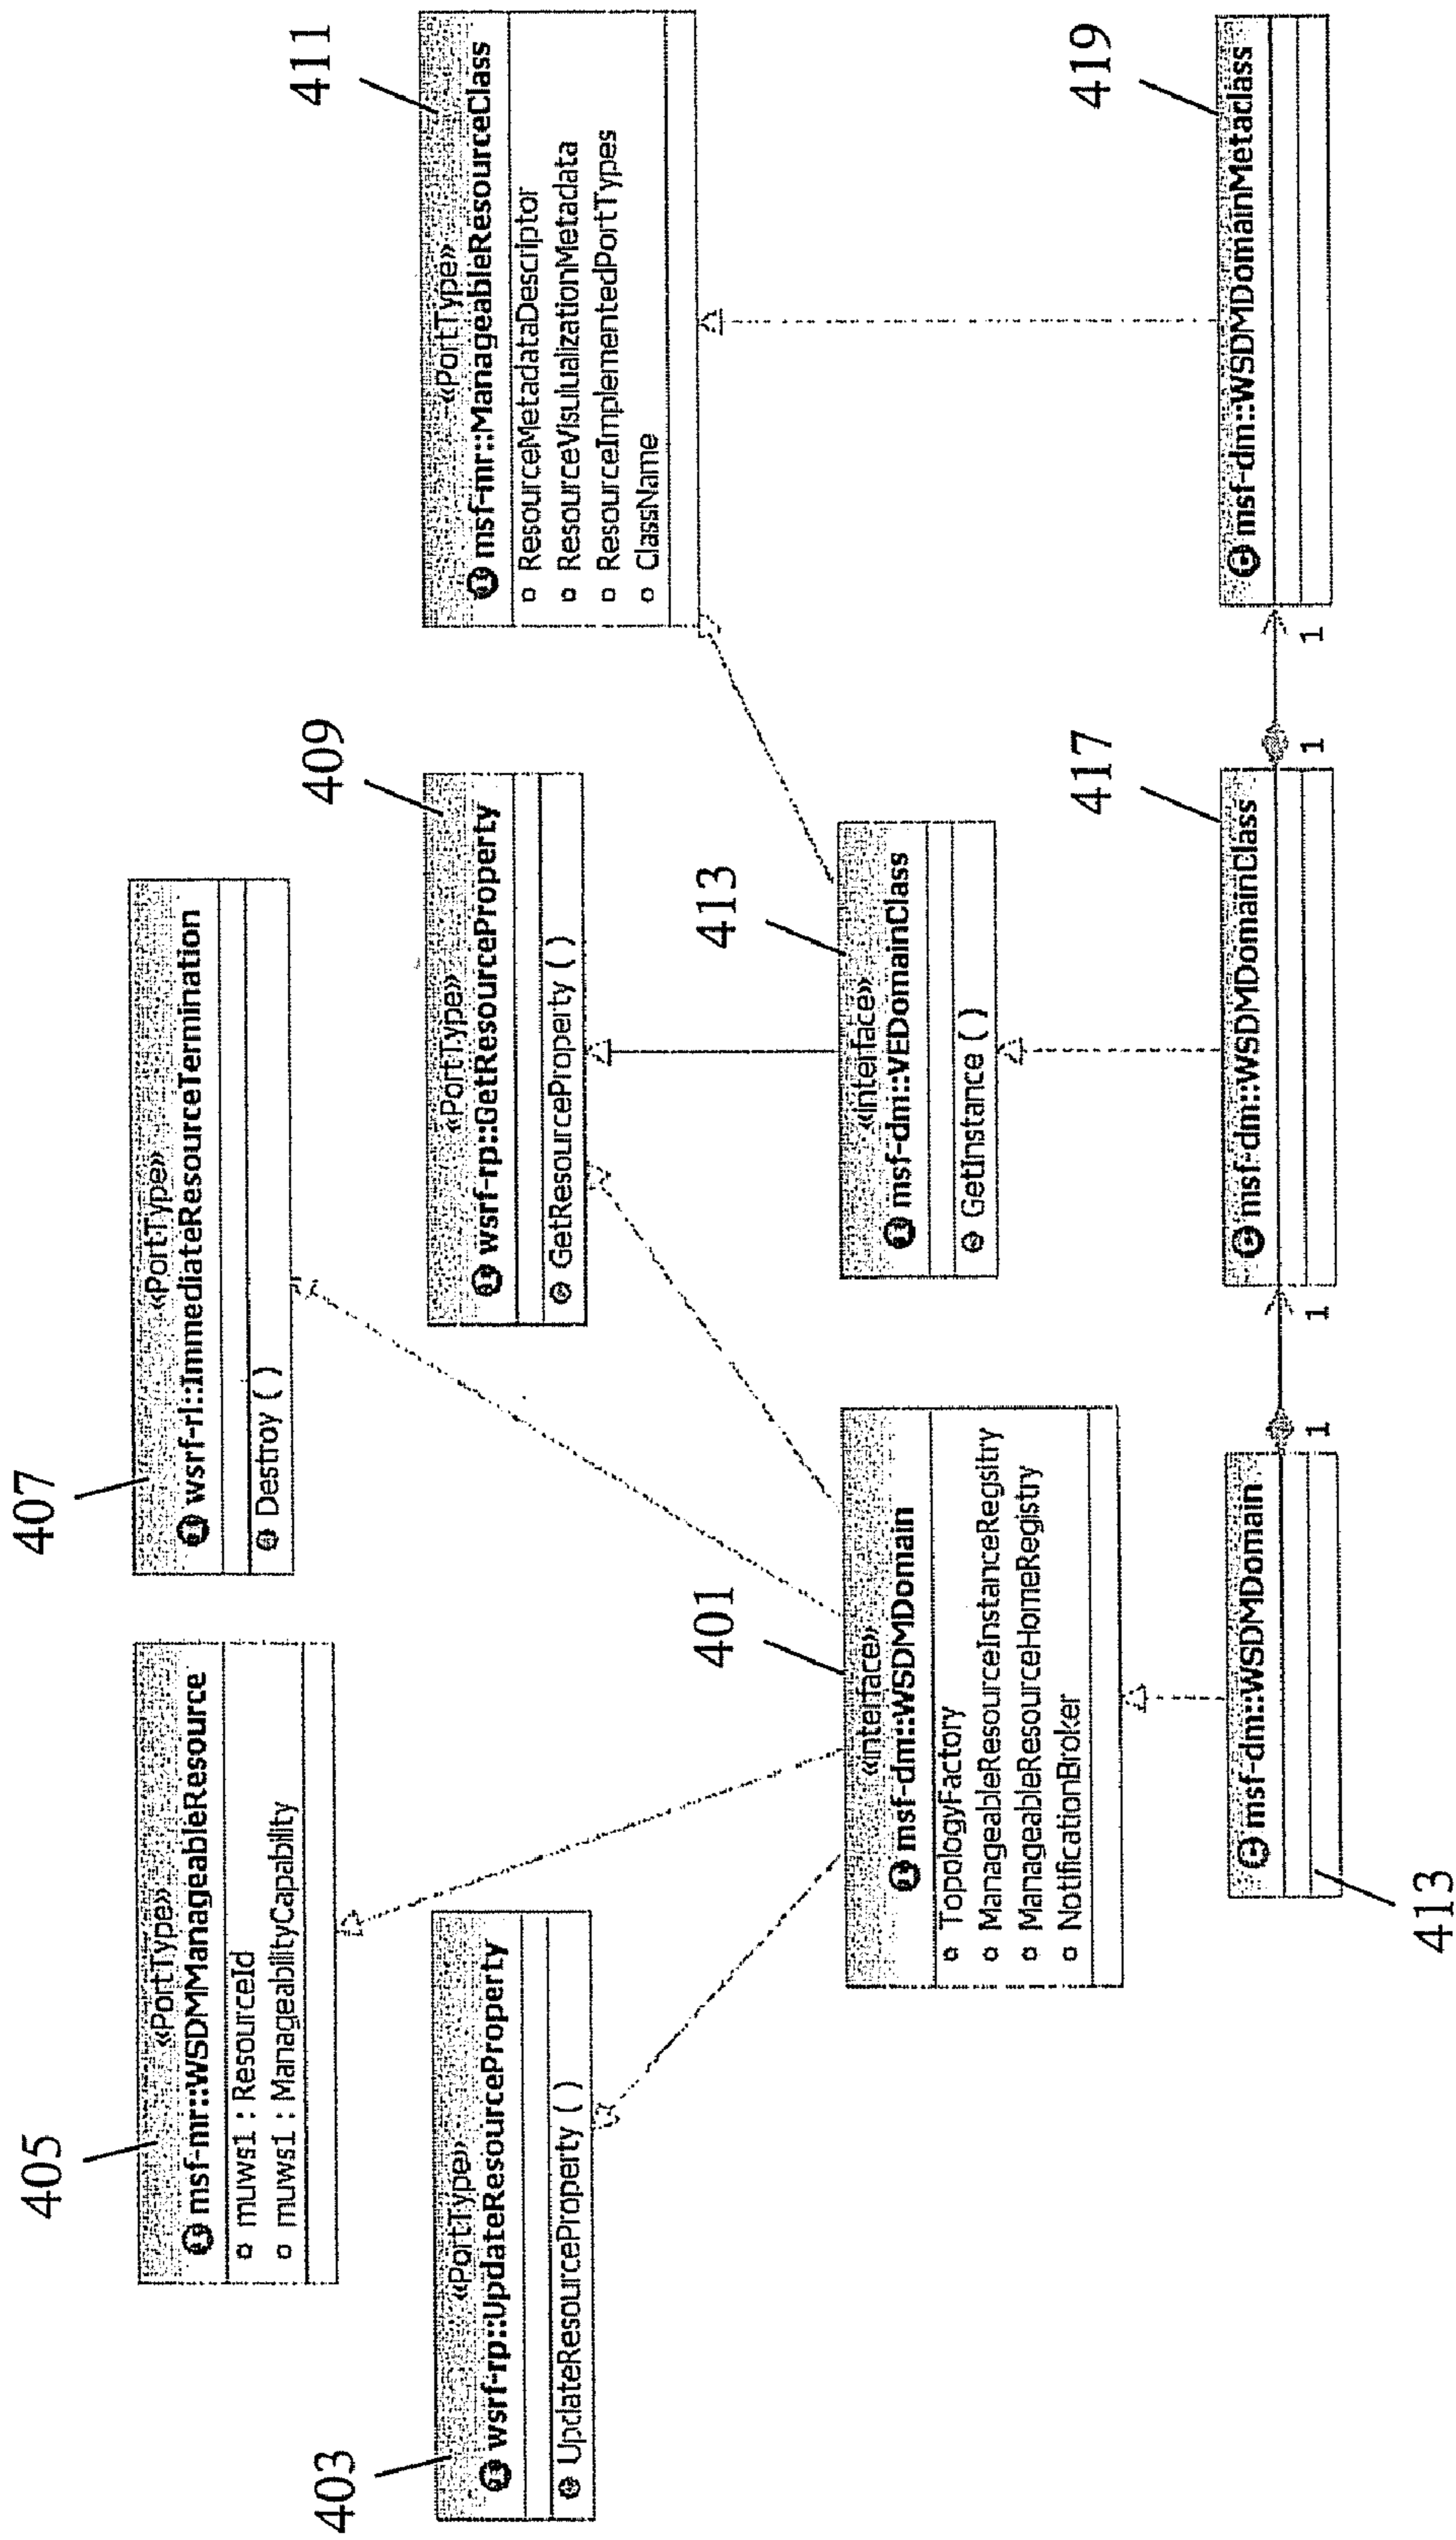 407
«PortType»
wsrf-rl::ImmediateResourceTermination
Destroy ( )
405
«PortType»
msf-mr::WSDMManageableResource
muws1 : ResourceId
muws1 : ManageabilityCapability
403
«PortType»
wsrf-rp::UpdateResourceProperty
UpdateResourceProperty ( )
409
«PortType»
wsrf-rp::GetResourceProperty
GetResourceProperty ( )
411
«PortType»
msf-mr::ManageableResourceClass
ResourceMetadataDescriptor
ResourceVisulualizationMetadata
ResourceImplementedPortTypes
ClassName
401
«Interface»
msf-dm::WSDMDomain
TopologyFactory
ManageableResourceInstanceRegsitry
ManageableResourceHomeRegistry
NotificationBroker
413
«Interface»
msf-dm::VEDomainClass
GetInstance ( )
413
msf-dm::WSDMDomain
1
1
417
msf-dm::WSDMDomainClass
1
1
419
msf-dm::WSDMDomainMetaclass